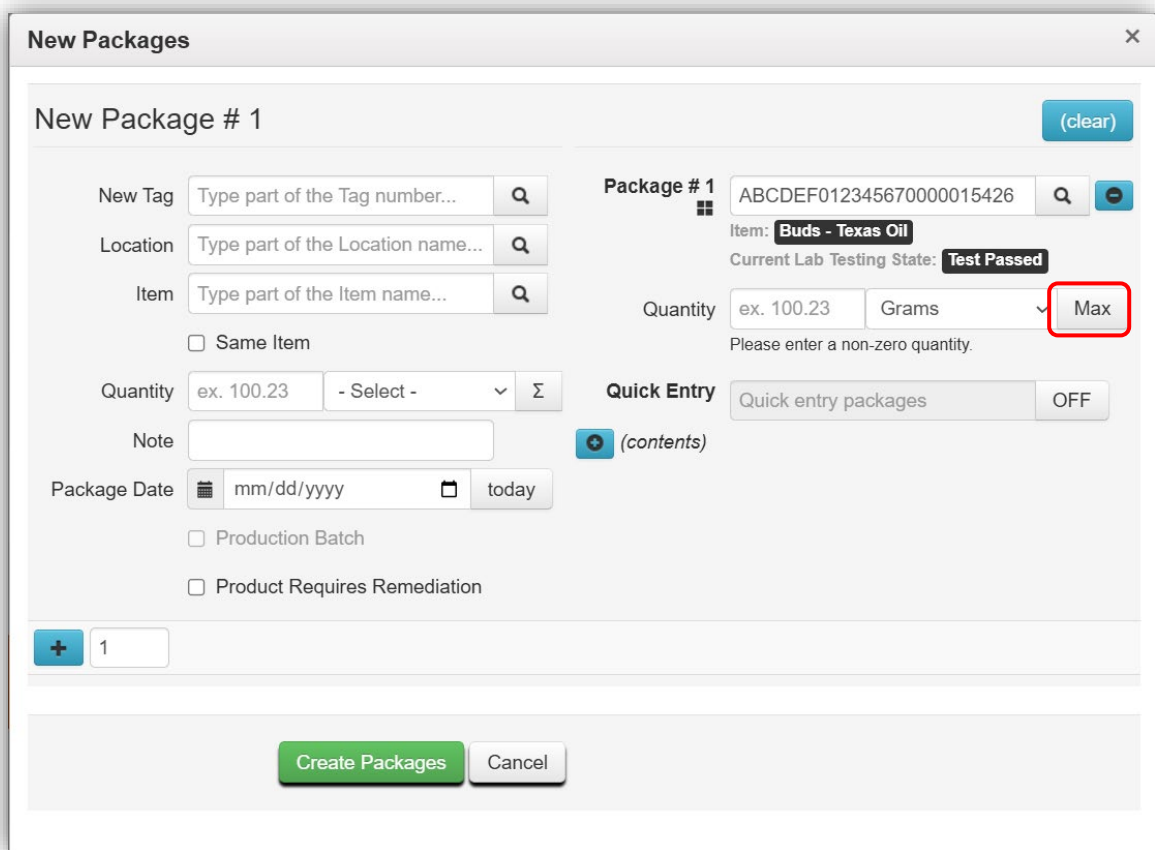 New Packages ×
New Package # 1
(clear)
New Tag Type part of the Tag number...
Location Type part of the Location name...
Item Type part of the Item name...
Same Item
Quantity ex. 100.23 - Select - Σ
Note
Package Date mm/dd/yyyy today
Production Batch
Product Requires Remediation
Package # 1 ABCDEF012345670000015426
Item: Buds - Texas Oil
Current Lab Testing State: Test Passed
Quantity ex. 100.23 Grams Max
Please enter a non-zero quantity.
Quick Entry Quick entry packages OFF
(contents)
1
Create Packages Cancel